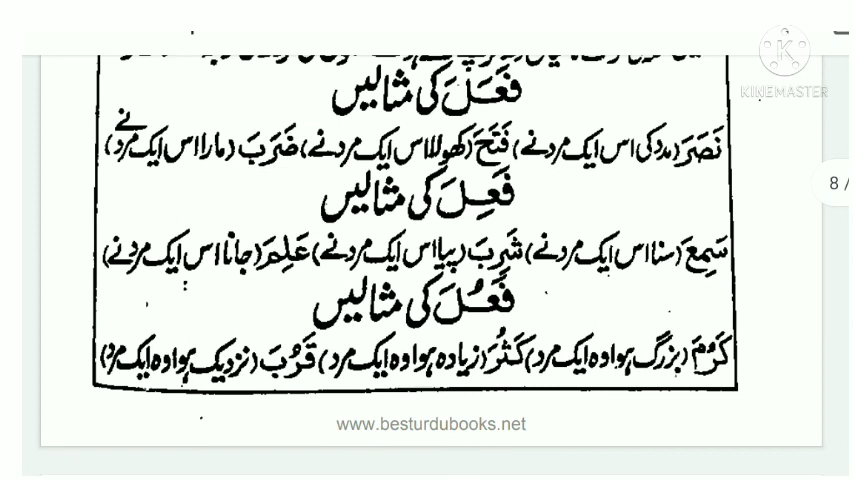 KINEMASTER
فَعَلَ کی مثالیں
نَصَرَ (مدد کی اس ایک مرد نے) فَتَحَ (کھولا اس ایک مرد نے) ضَرَبَ (مارا اس ایک مرد نے)
8 /
فَعِلَ کی مثالیں
سَمِعَ (سنا اس ایک مرد نے) شَرِبَ (پیا اس ایک مرد نے) عَلِمَ (جانا اس ایک مرد نے)
فَعُلَ کی مثالیں
كَرُمَ (بزرگ ہوا وہ ایک مرد) كَثُرَ (زیادہ ہوا وہ ایک مرد) قَرُبَ (نزدیک ہوا وہ ایک مرد)
www.besturdubooks.net